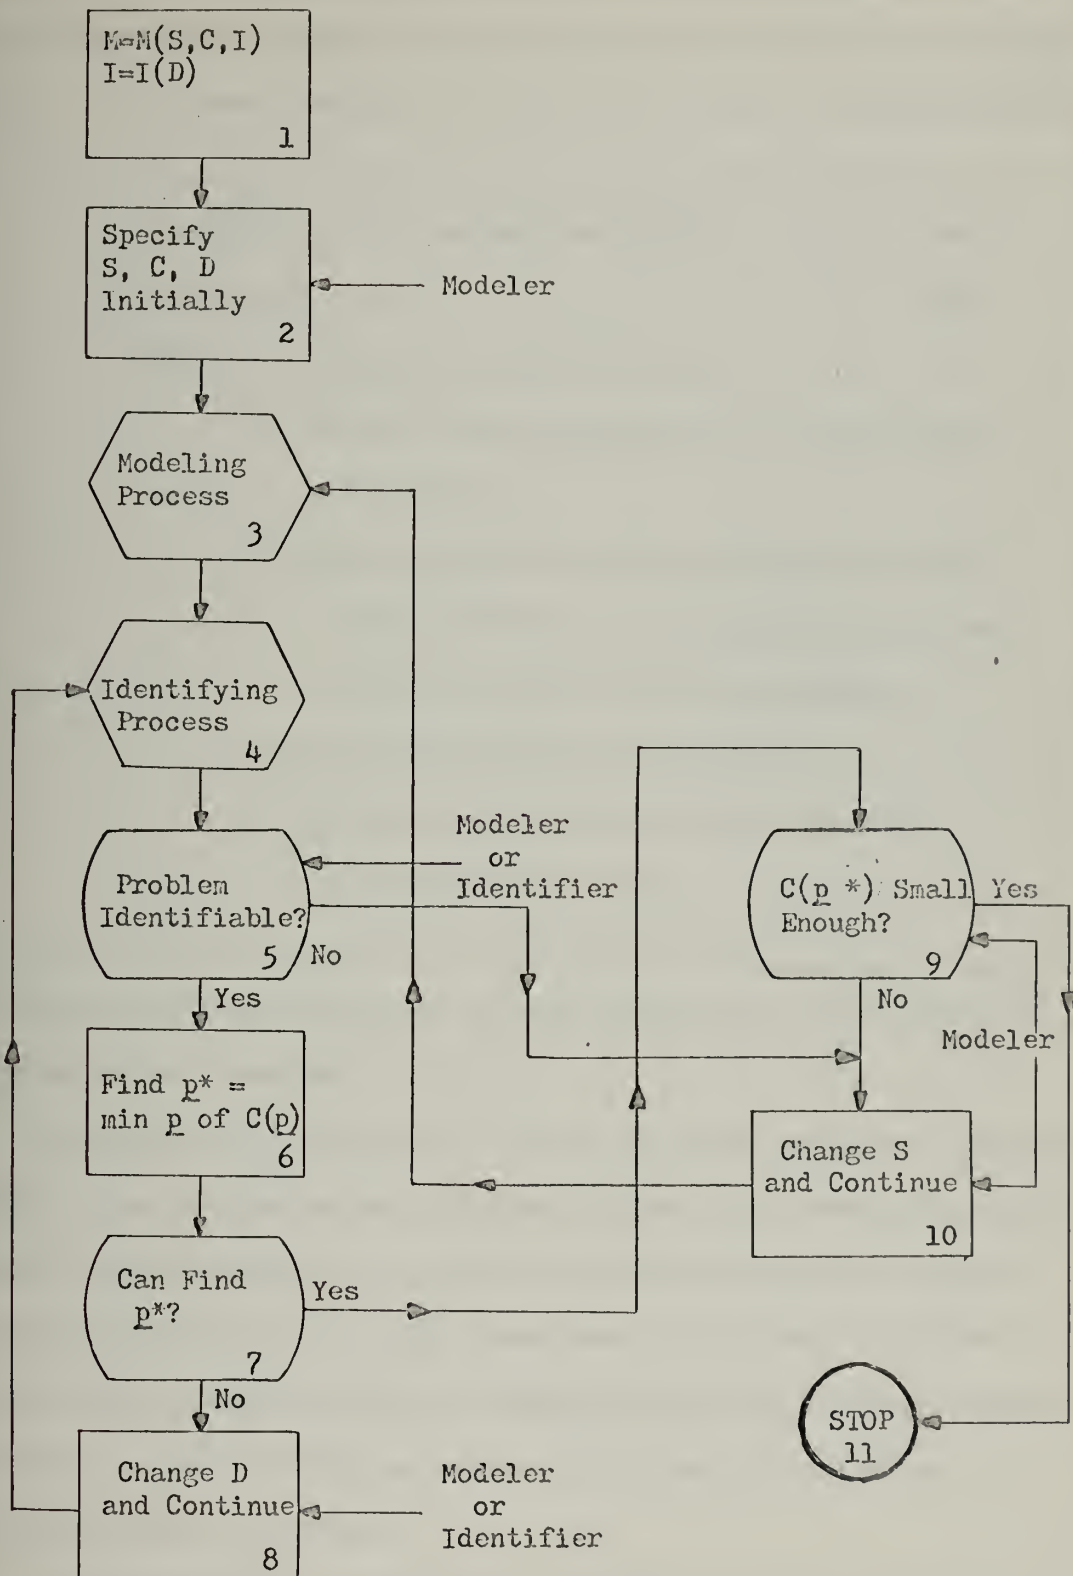 M=M(S,C,I)
I=I(D)
1
Specify
S, C, D
Initially
2
Modeler
Modeling
Process
3
Identifying
Process
4
Problem
Identifiable?
5
No
Yes
Modeler
or
Identifier
Find p* =
min p of C(p)
6
Can Find
p*?
7
Yes
No
Change D
and Continue
8
Modeler
or
Identifier
C(p *) Small
Enough?
9
Yes
No
Modeler
Change S
and Continue
10
STOP
11